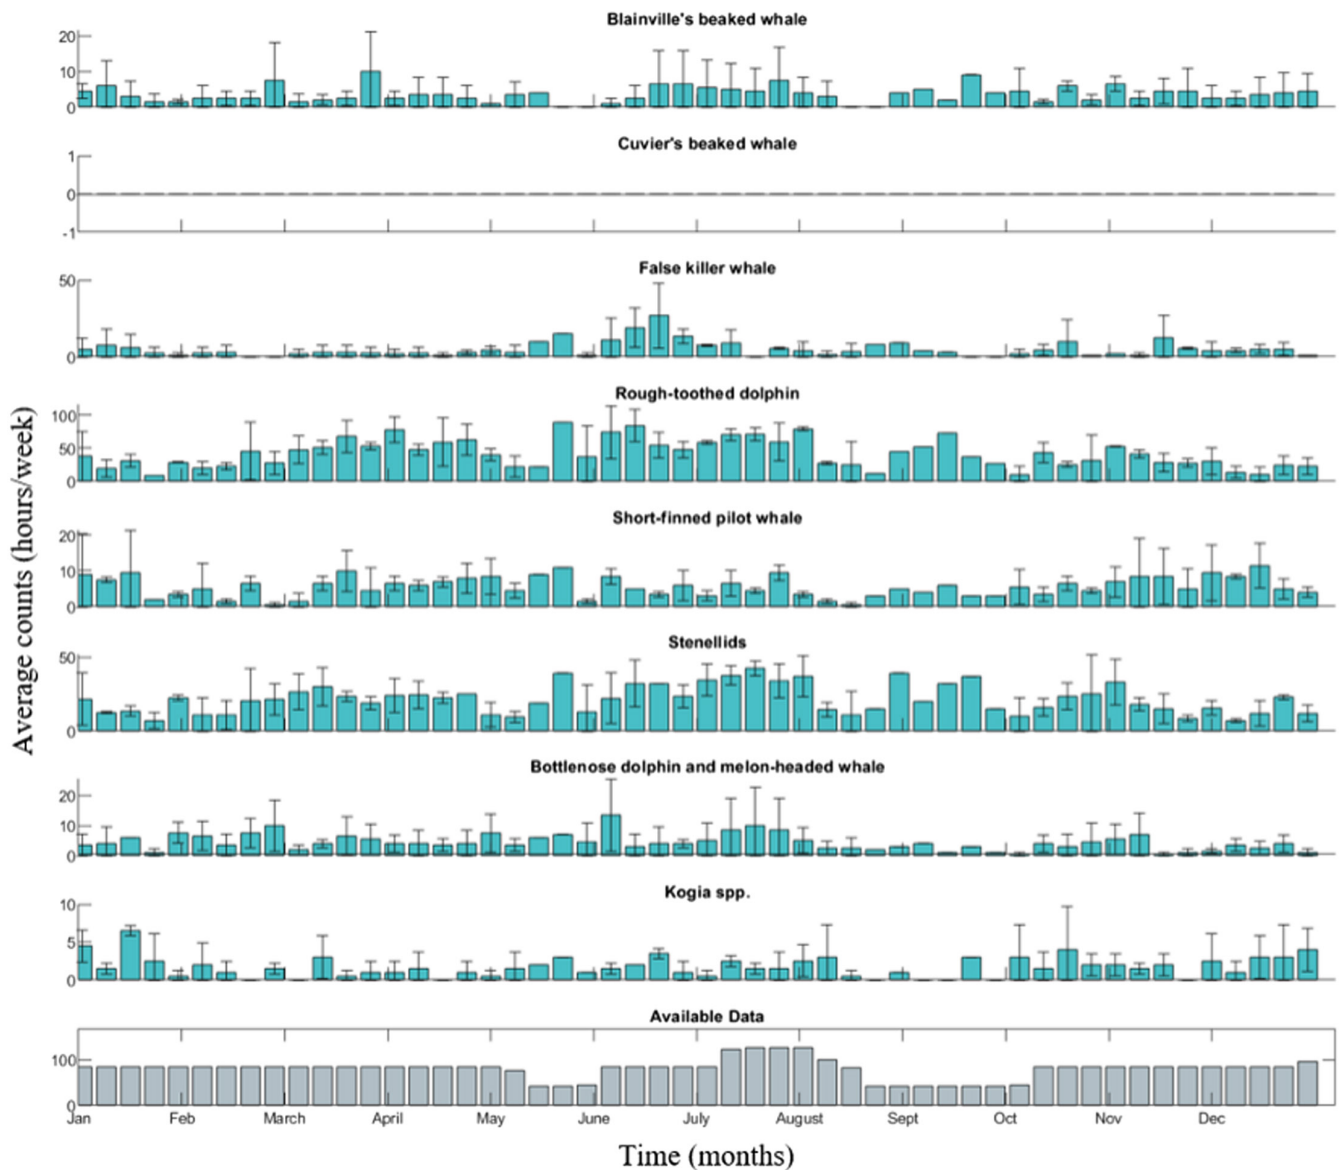 Blainville's beaked whale
20
10
0
Cuvier's beaked whale
1
0
-1
False killer whale
50
0
Rough-toothed dolphin
100
50
0
Short-finned pilot whale
20
10
0
Stenellids
50
0
Bottlenose dolphin and melon-headed whale
20
10
0
Kogia spp.
10
5
0
Available Data
100
0
Jan Feb March April May June July August Sept Oct Nov Dec
Average counts (hours/week)
Time (months)